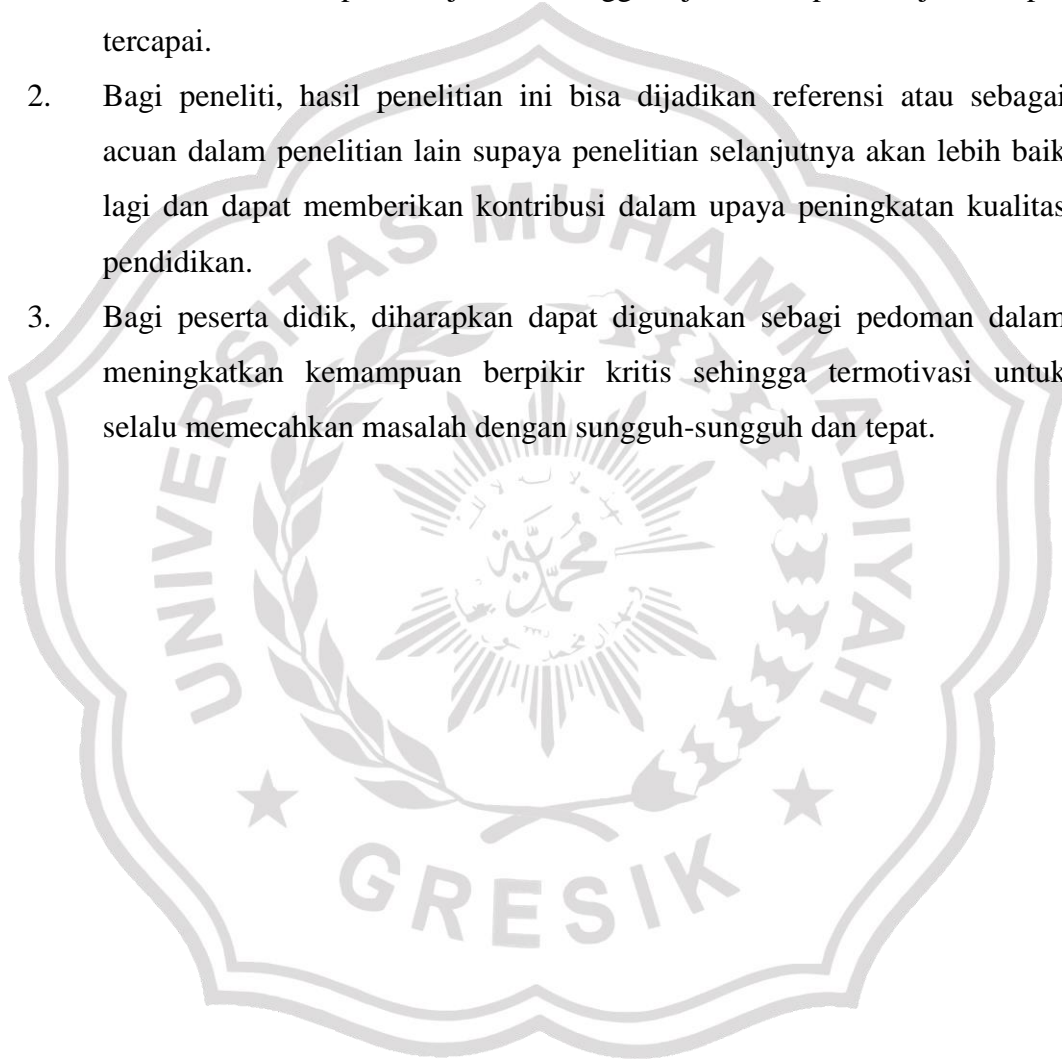 tercapai.
2. Bagi peneliti, hasil penelitian ini bisa dijadikan referensi atau sebagai
acuan dalam penelitian lain supaya penelitian selanjutnya akan lebih baik
lagi dan dapat memberikan kontribusi dalam upaya peningkatan kualitas
pendidikan.
3. Bagi peserta didik, diharapkan dapat digunakan sebagi pedoman dalam
meningkatkan kemampuan berpikir kritis sehingga termotivasi untuk
selalu memecahkan masalah dengan sungguh-sungguh dan tepat.
UNIVERSITAS MUHAMMADIYAH
محمد
GRESIK